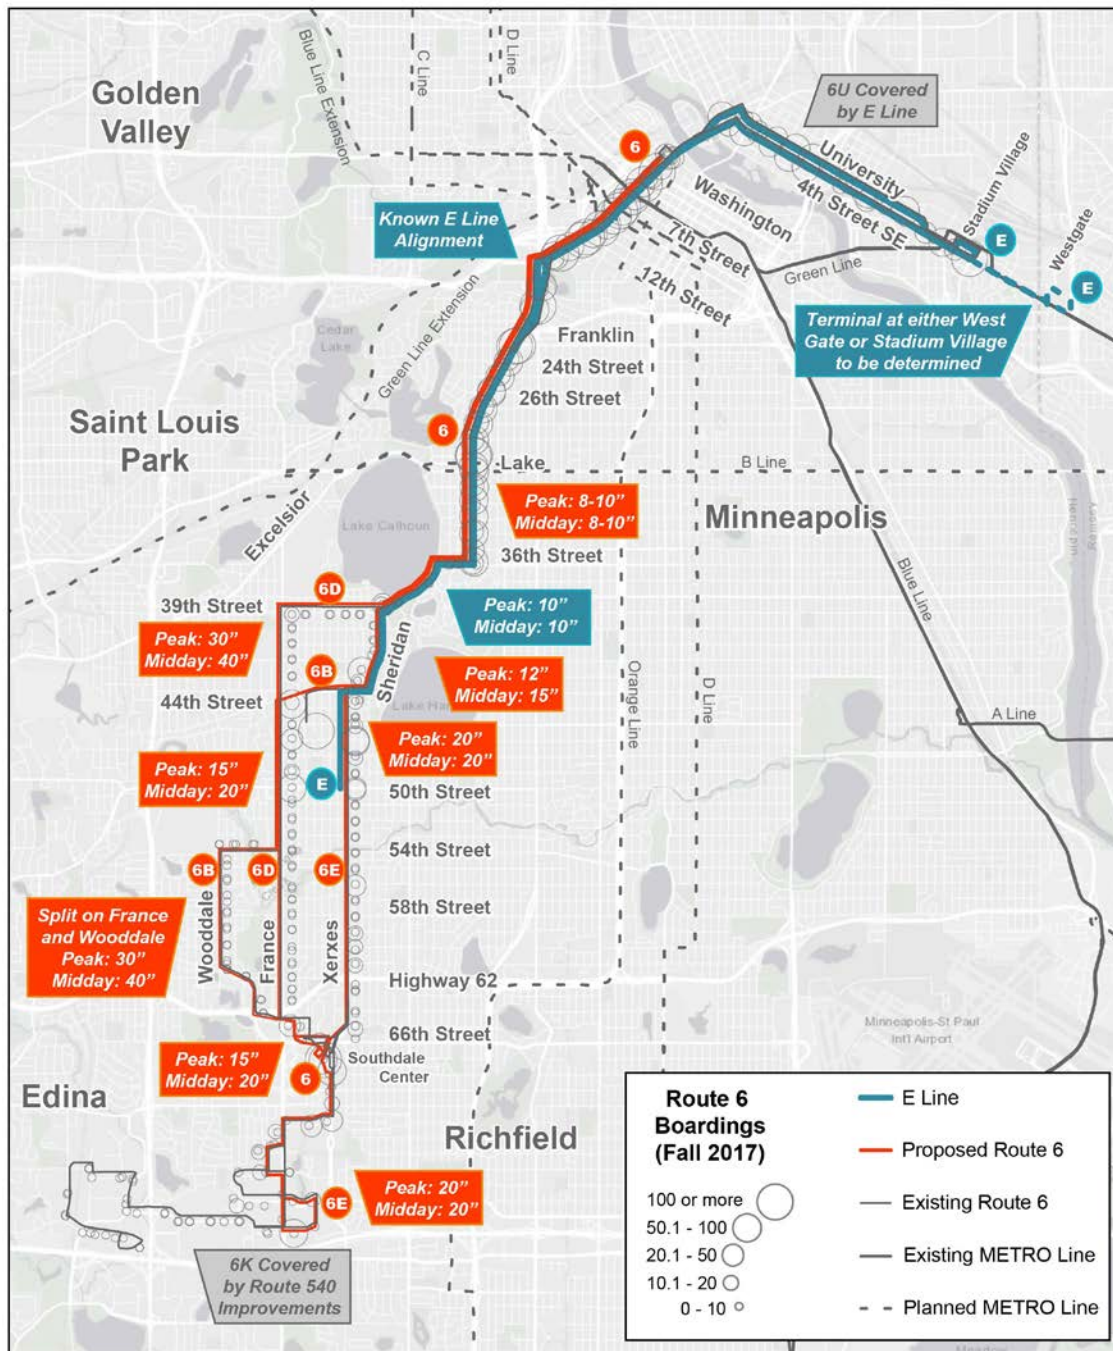 Golden
Valley
Blue Line Extension
C Line
D Line
6U Covered
by E Line
6
University
4th Street SE
Stadium Village
Westgate
Washington
7th Street
12th Street
Green Line
E
E
Known E Line
Alignment
Terminal at either West
Gate or Stadium Village
to be determined
Cedar
Lake
Green Line Extension
Franklin
24th Street
26th Street
Saint Louis
Park
6
Lake
B Line
Excelsior
Lake Calhoun
Peak: 8-10”
Midday: 8-10”
Minneapolis
36th Street
Blue Line
6D
39th Street
Peak: 10”
Midday: 10”
Peak: 30”
Midday: 40”
Sheridan
6B
Peak: 12”
Midday: 15”
Orange Line
D Line
44th Street
A Line
Peak: 20”
Midday: 20”
Peak: 15”
Midday: 20”
E
50th Street
54th Street
6B
6D
6E
58th Street
Split on France
and Wooddale
Peak: 30”
Midday: 40”
Wooddale
France
Xerxes
Highway 62
66th Street
Minneapolis-St Paul
Int'l Airport
Southdale
Center
Peak: 15”
Midday: 20”
6
Edina
Richfield
6E
Peak: 20”
Midday: 20”
6K Covered
by Route 540
Improvements
Route 6
Boardings
(Fall 2017)
100 or more
50.1 - 100
20.1 - 50
10.1 - 20
0 - 10
E Line
Proposed Route 6
Existing Route 6
Existing METRO Line
Planned METRO Line